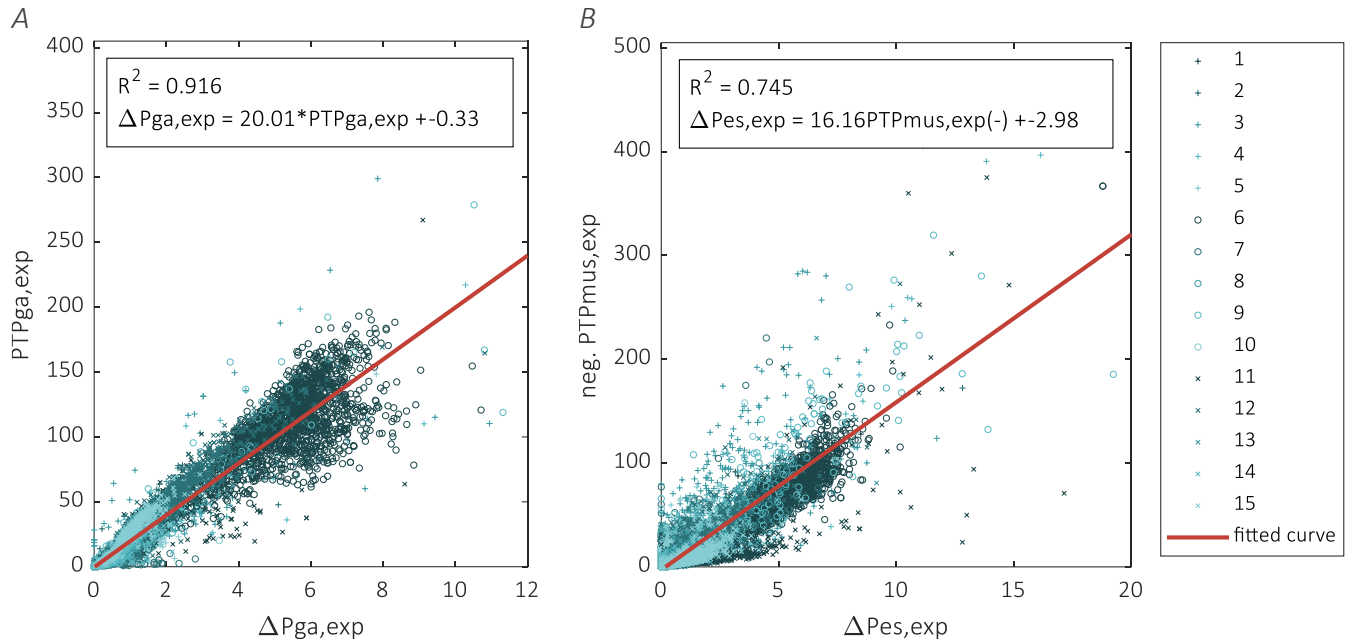 A
400
350
300
250
200
150
100
50
0
PTPga,exp
R² = 0.916
ΔPga,exp = 20.01*PTPga,exp +-0.33
0 2 4 6 8 10 12
ΔPga,exp
B
500
400
300
200
100
0
neg. PTPmus,exp
R² = 0.745
ΔPes,exp = 16.16PTPmus,exp(-) +-2.98
0 5 10 15 20
ΔPes,exp
1
2
3
4
5
6
7
8
9
10
11
12
13
14
15
fitted curve